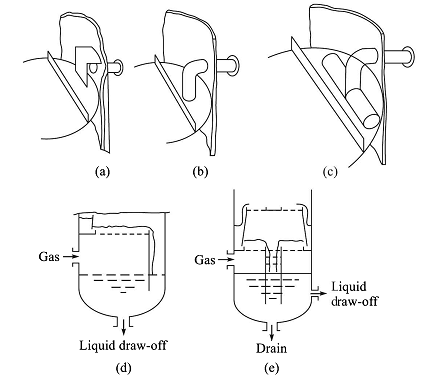 (a)
(b)
(c)
Gas
Liquid draw-off
(d)
Gas
Liquid
draw-off
Drain
(e)